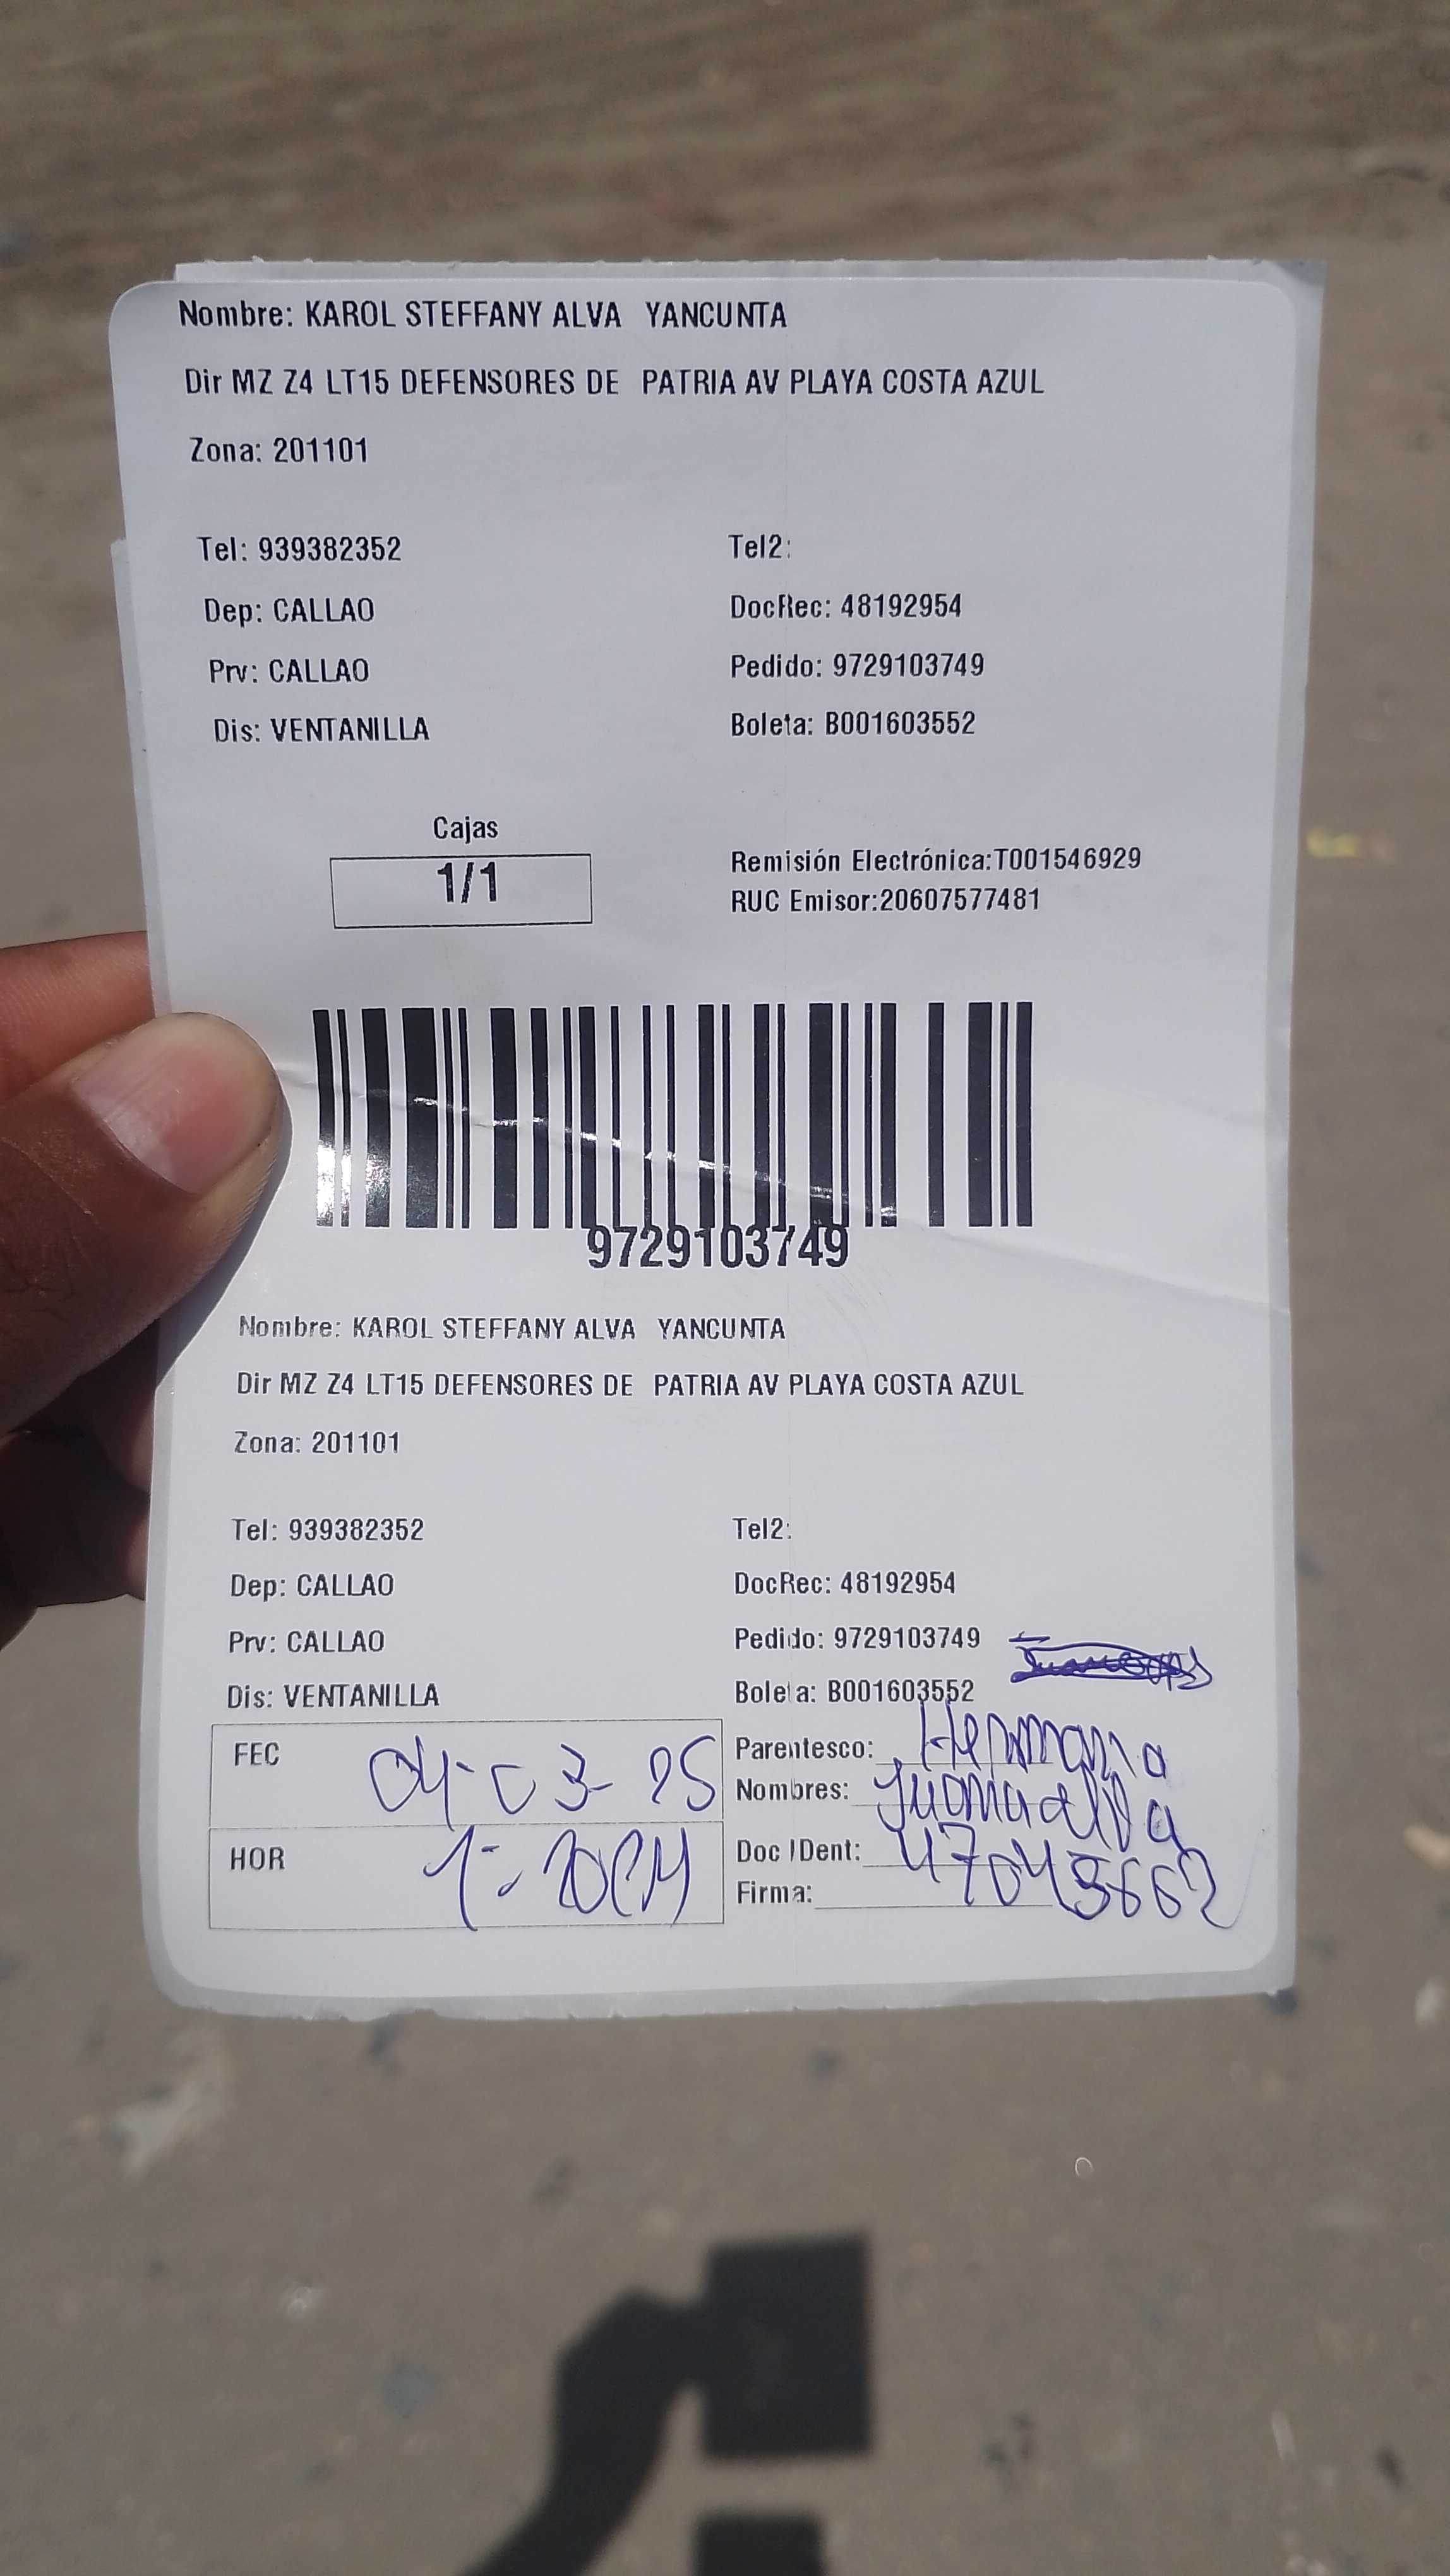 Nombre: KAROL STEFFANY ALVA YANCUNTA
Dir MZ Z4 LT15 DEFENSORES DE PATRIA AV PLAYA COSTA AZUL
Zona: 201101
Tel: 939382352 Tel2:
Dep: CALLAO DocRec: 48192954
Prv: CALLAO Pedido: 9729103749
Dis: VENTANILLA Boleta: B001603552
Cajas
1/1
Remisión Electrónica:T001546929
RUC Emisor:20607577481
9729103749
Nombre: KAROL STEFFANY ALVA YANCUNTA
Dir MZ Z4 LT15 DEFENSORES DE PATRIA AV PLAYA COSTA AZUL
Zona: 201101
Tel: 939382352 Tel2:
Dep: CALLAO DocRec: 48192954
Prv: CALLAO Pedido: 9729103749
Dis: VENTANILLA Boleta: B001603552
FEC 04-03-25 Parentesco: Hermana
Nombres: alva
HOR 1:20PM Doc IDent: 47043662
Firma: